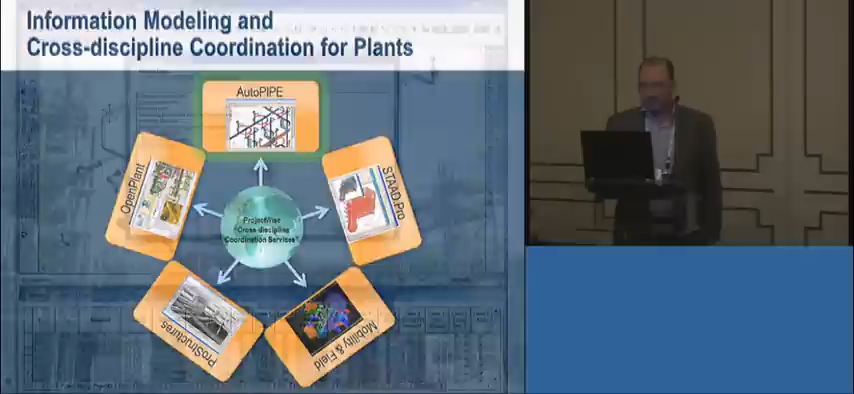 Information Modeling and
Cross-discipline Coordination for Plants
AutoPIPE
OpenPlant
STAAD.Pro
ProjectWise
"Cross-discipline
Coordination Services"
ProStructures
Mobility & Field